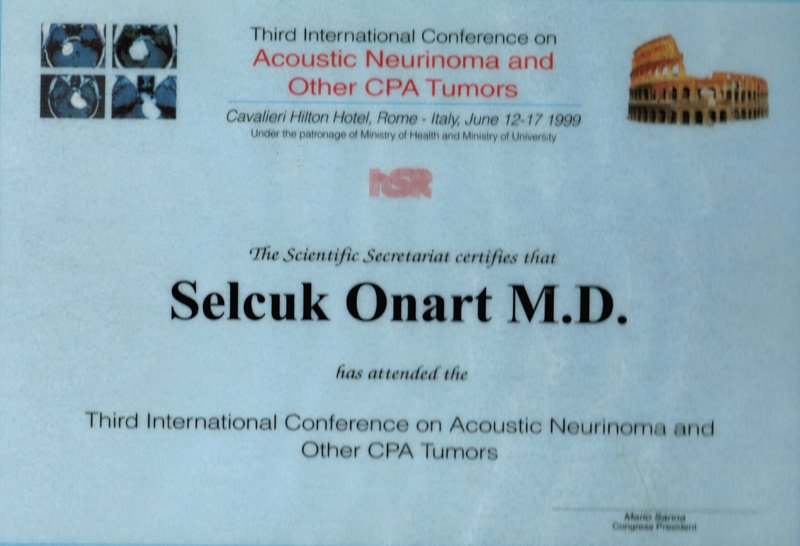 Third International Conference on
Acoustic Neurinoma and
Other CPA Tumors
Cavalieri Hilton Hotel, Rome - Italy, June 12-17 1999
Under the patronage of Ministry of Health and Ministry of University
hSR
The Scientific Secretariat certifies that
Selcuk Onart M.D.
has attended the
Third International Conference on Acoustic Neurinoma and
Other CPA Tumors
Mario Sanna
Congress President